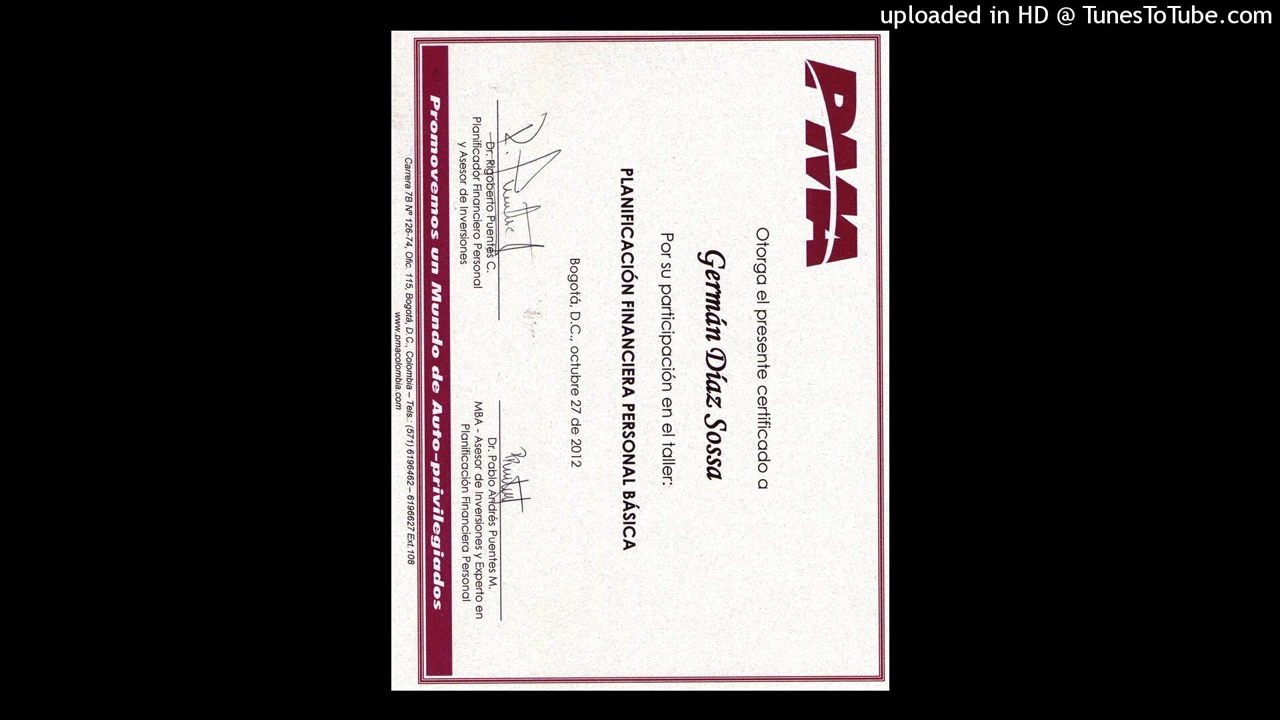 uploaded in HD @ TunesToTube.com
PMA
Otorga el presente certificado a
Germán Díaz Sossa
Por su participación en el taller:
PLANIFICACIÓN FINANCIERA PERSONAL BÁSICA
Bogotá, D.C., octubre 27 de 2012
Dr. Rigoberto Puentes C.
Planificador Financiero Personal
y Asesor de Inversiones
Dr. Pablo Andrés Puentes M.
MBA - Asesor de Inversiones y Experto en
Planificación Financiera Personal
Promovemos un Mundo de Auto-privilegiados
Carrera 7B Nº 126-74, Ofic. 115, Bogotá, D.C., Colombia – Tels.: (571) 6196462 – 6196627 Ext.108
www.pmacolombia.com